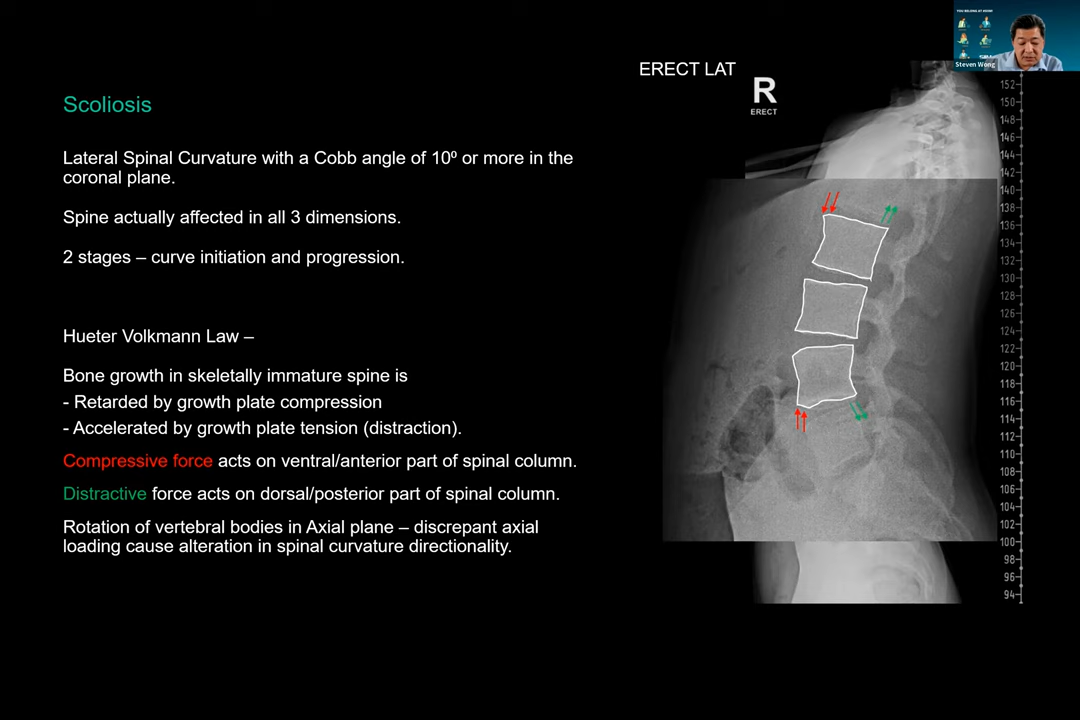 YOU BELONG AT WORK
Steven Wong
ERECT LAT
R
ERECT
Scoliosis
Lateral Spinal Curvature with a Cobb angle of 10º or more in the
coronal plane.
Spine actually affected in all 3 dimensions.
2 stages – curve initiation and progression.
Hueter Volkmann Law –
Bone growth in skeletally immature spine is
- Retarded by growth plate compression
- Accelerated by growth plate tension (distraction).
Compressive force acts on ventral/anterior part of spinal column.
Distractive force acts on dorsal/posterior part of spinal column.
Rotation of vertebral bodies in Axial plane – discrepant axial
loading cause alteration in spinal curvature directionality.
152
150
148
146
144
142
140
138
136
134
132
130
128
126
124
122
120
118
116
114
112
110
108
106
104
102
100
98
96
94